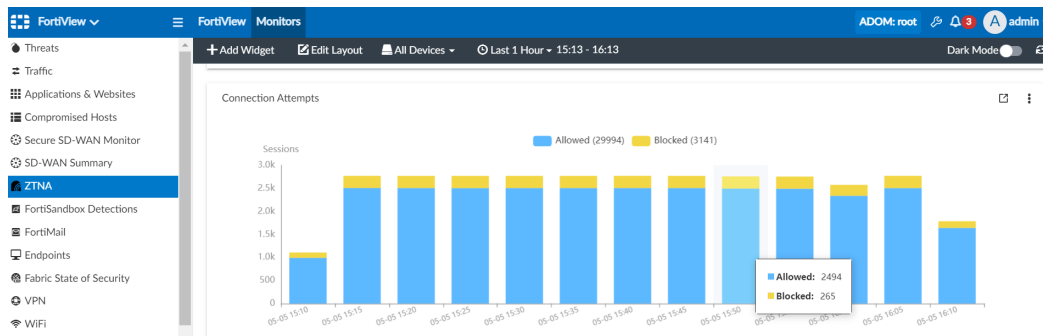 FortiView
FortiView Monitors
ADOM: root 3 A admin
Threats
Traffic
Applications & Websites
Compromised Hosts
Secure SD-WAN Monitor
SD-WAN Summary
ZTNA
FortiSandbox Detections
FortiMail
Endpoints
Fabric State of Security
VPN
WiFi
Add Widget Edit Layout All Devices Last 1 Hour 15:13 - 16:13 Dark Mode
Connection Attempts
Allowed (29994) Blocked (3141)
Sessions
3.0k
2.5k
2.0k
1.5k
1.0k
500
0
05-05 15:10 05-05 15:15 05-05 15:20 05-05 15:25 05-05 15:30 05-05 15:35 05-05 15:40 05-05 15:45 05-05 15:50 05-05 16:05 05-05 16:10
Allowed: 2494
Blocked: 265